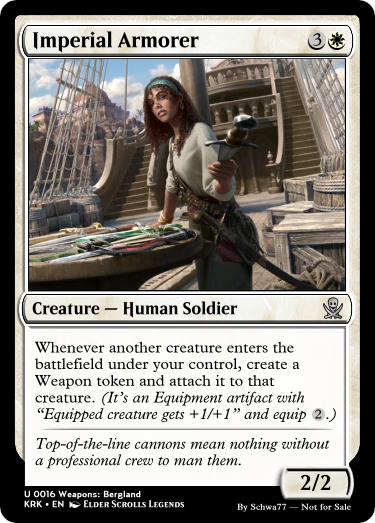 Imperial Armorer 3
Creature — Human Soldier
Whenever another creature enters the
battlefield under your control, create a
Weapon token and attach it to that
creature. (It's an Equipment artifact with
“Equipped creature gets +1/+1” and equip 2.)
Top-of-the-line cannons mean nothing without
a professional crew to man them.
2/2
U 0016 Weapons: Bergland
KRK • EN Elder Scrolls Legends
By Schwa77 — Not for Sale